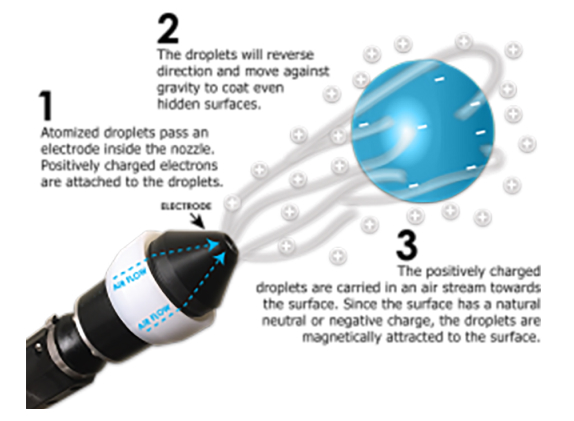 1
Atomized droplets pass an
electrode inside the nozzle.
Positively charged electrons
are attached to the droplets.
2
The droplets will reverse
direction and move against
gravity to coat even
hidden surfaces.
ELECTRODE
AIR FLOW
AIR FLOW
3
The positively charged
droplets are carried in an air stream towards
the surface. Since the surface has a natural
neutral or negative charge, the droplets are
magnetically attracted to the surface.